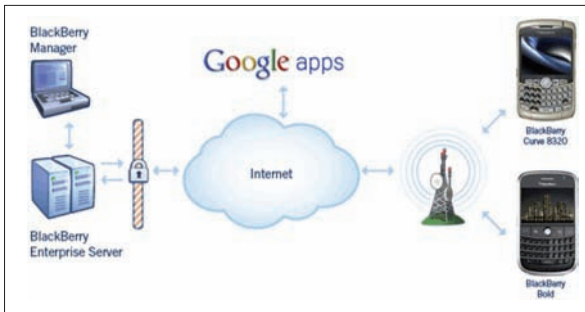 BlackBerry
Manager
Google apps
BlackBerry
Curve 8320
Internet
BlackBerry
Enterprise Server
BlackBerry
Bold